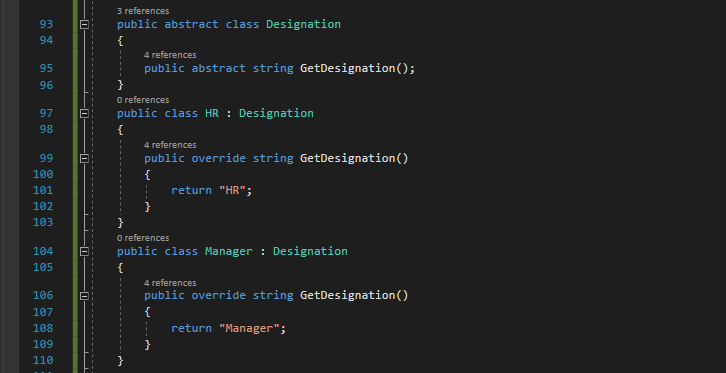 3 references
93 public abstract class Designation
94 {
4 references
95 public abstract string GetDesignation();
96 }
0 references
97 public class HR : Designation
98 {
4 references
99 public override string GetDesignation()
100 {
101 return "HR";
102 }
103 }
0 references
104 public class Manager : Designation
105 {
4 references
106 public override string GetDesignation()
107 {
108 return "Manager";
109 }
110 }